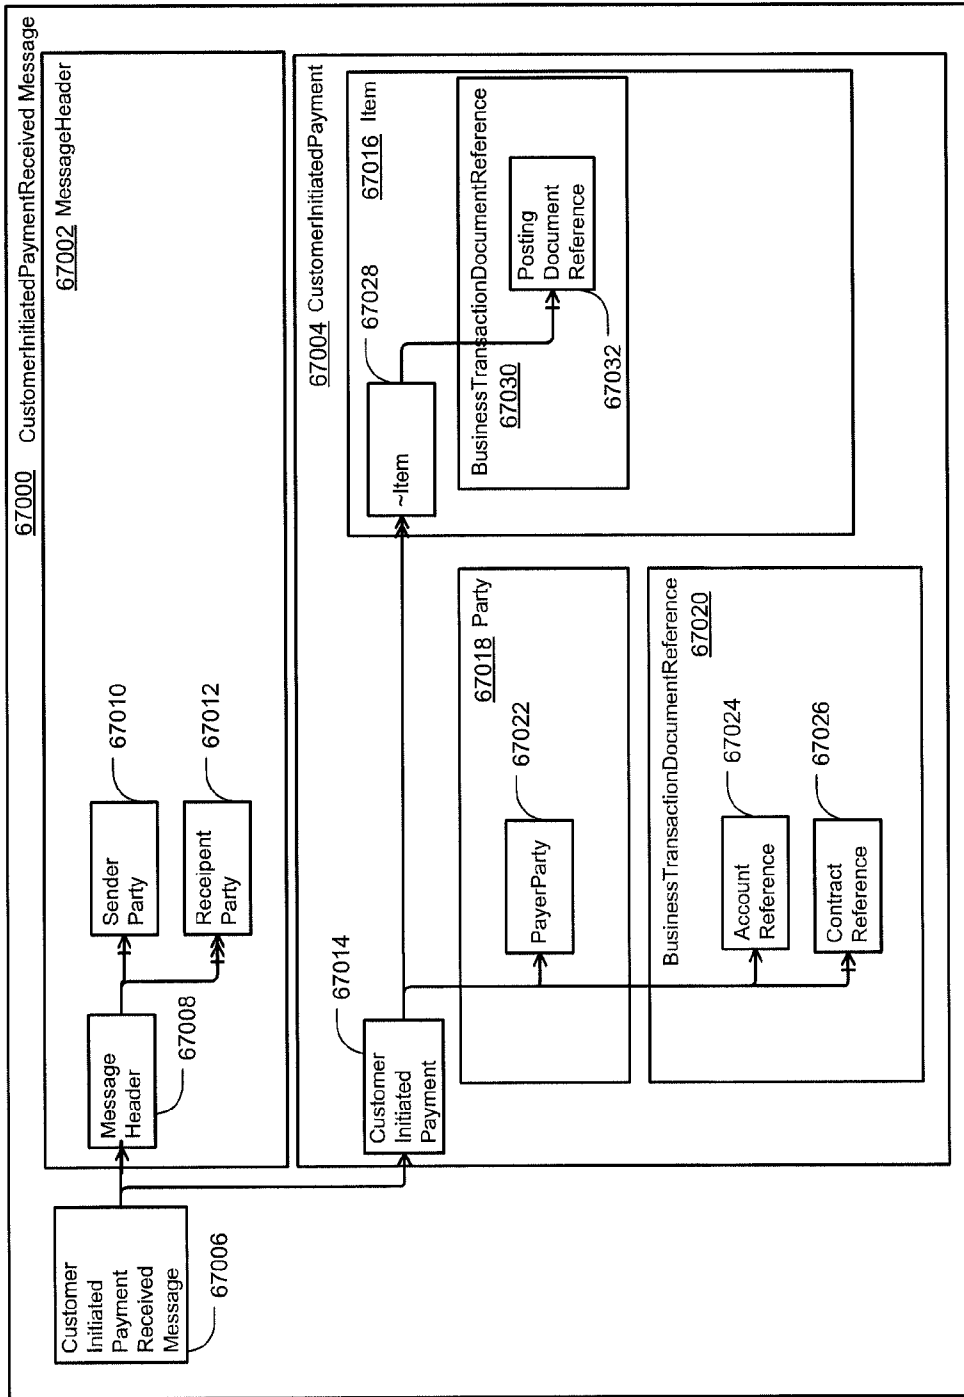 67000 CustomerInitiatedPaymentReceived Message
67002 MessageHeader
Customer
Initiated
Payment
Received
Message
67006
Message
Header
67008
Sender
Party
67010
Receipent
Party
67012
67004 CustomerInitiatedPayment
Customer
Initiated
Payment
67014
67016 Item
~Item
67028
BusinessTransactionDocumentReference
67030
Posting
Document
Reference
67032
67018 Party
PayerParty
67022
BusinessTransactionDocumentReference
67020
Account
Reference
67024
Contract
Reference
67026